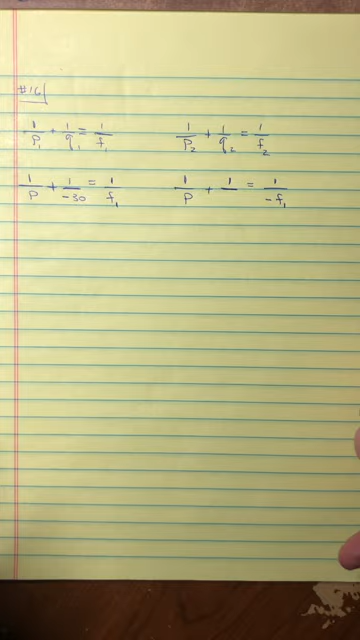 #16
1/p₁ + 1/q₁ = 1/f₁    1/p₂ + 1/q₂ = 1/f₂
1/p + 1/-30 = 1/f₁    1/p + 1/ = 1/-f₁